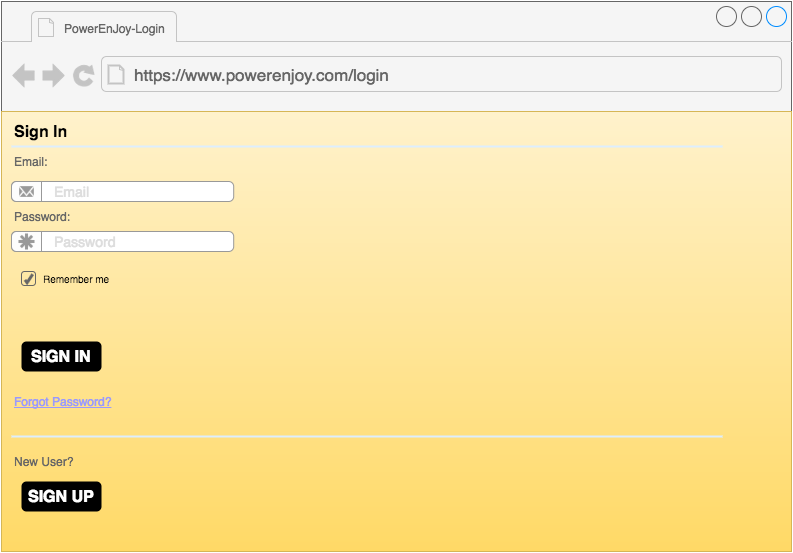 PowerEnJoy-Login
https://www.powerenjoy.com/login
Sign In
Email:
Email
Password:
Password
Remember me
SIGN IN
Forgot Password?
New User?
SIGN UP